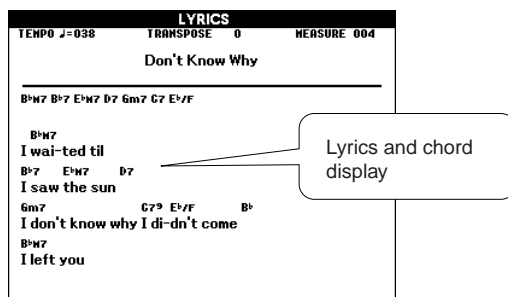 LYRICS
TEMPO ♩=038 TRANSPOSE 0 MEASURE 004
Don't Know Why
B♭M7 B♭7 E♭M7 D7 Gm7 C7 E♭/F
B♭M7
I wai-ted til
B♭7 E♭M7 D7
I saw the sun
Gm7 C7⁹ E♭/F B♭
I don't know why I di-dn't come
B♭M7
I left you
Lyrics and chord
display